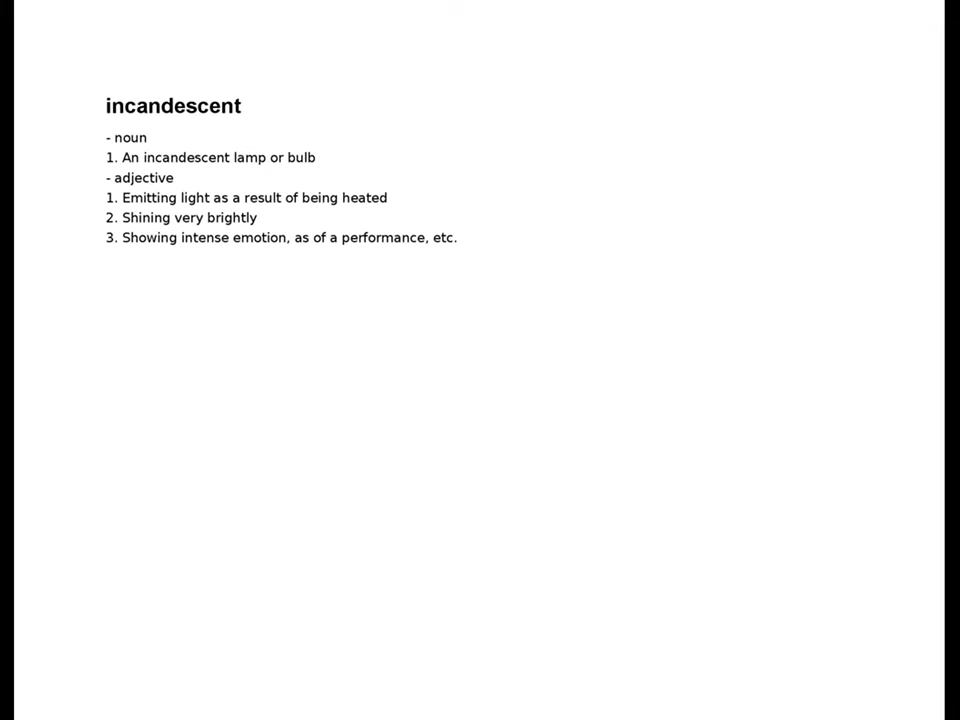 incandescent
- noun
1. An incandescent lamp or bulb
- adjective
1. Emitting light as a result of being heated
2. Shining very brightly
3. Showing intense emotion, as of a performance, etc.